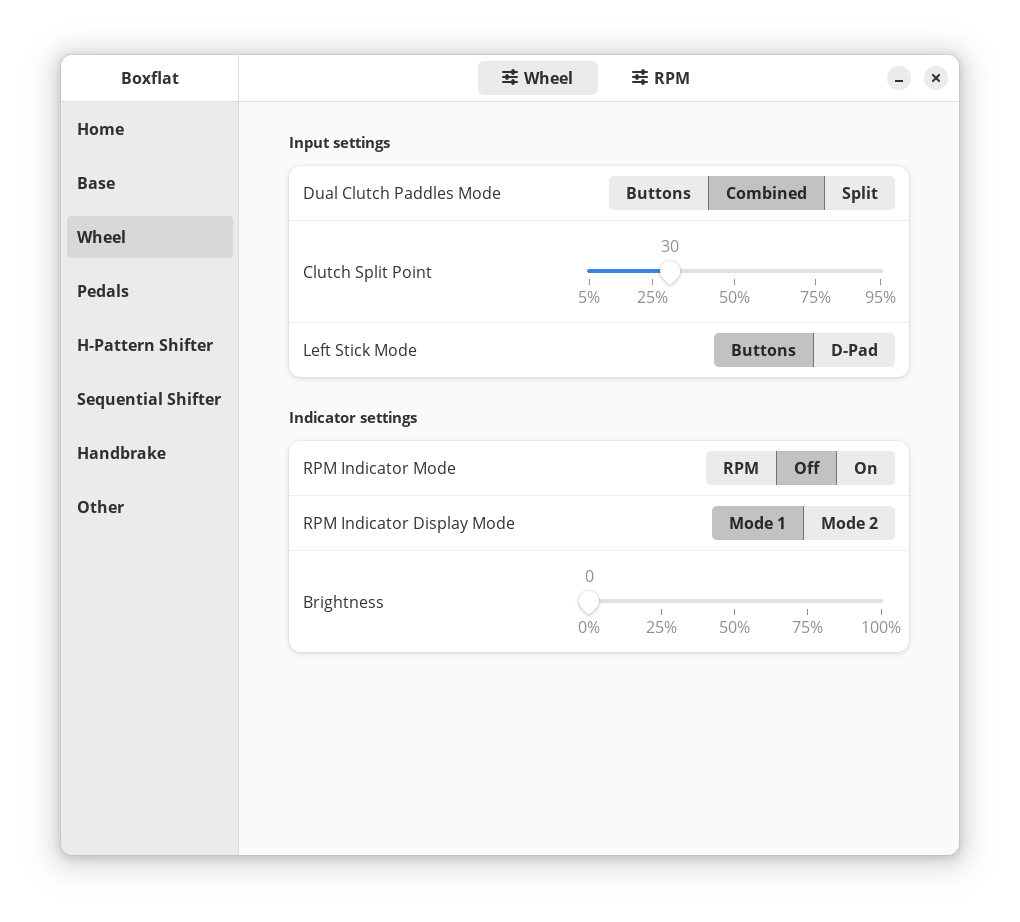 Boxflat
Wheel RPM
Home
Base
Wheel
Pedals
H-Pattern Shifter
Sequential Shifter
Handbrake
Other
Input settings
Dual Clutch Paddles Mode Buttons Combined Split
30
Clutch Split Point
5% 25% 50% 75% 95%
Left Stick Mode Buttons D-Pad
Indicator settings
RPM Indicator Mode RPM Off On
RPM Indicator Display Mode Mode 1 Mode 2
0
Brightness
0% 25% 50% 75% 100%